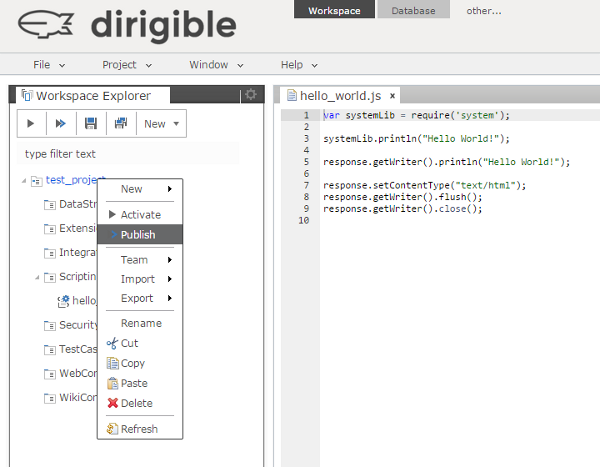 dirigible
Workspace Database other...
File Project Window Help
Workspace Explorer
New
type filter text
test_project
DataStr
Extensi
Integra
Scriptin
hello
Security
TestCas
WebCor
WikiCor
New
Activate
Publish
Team
Import
Export
Rename
Cut
Copy
Paste
Delete
Refresh
hello_world.js ×
1 var systemLib = require('system');
2
3 systemLib.println("Hello World!");
4
5 response.getWriter().println("Hello World!");
6
7 response.setContentType("text/html");
8 response.getWriter().flush();
9 response.getWriter().close();
10